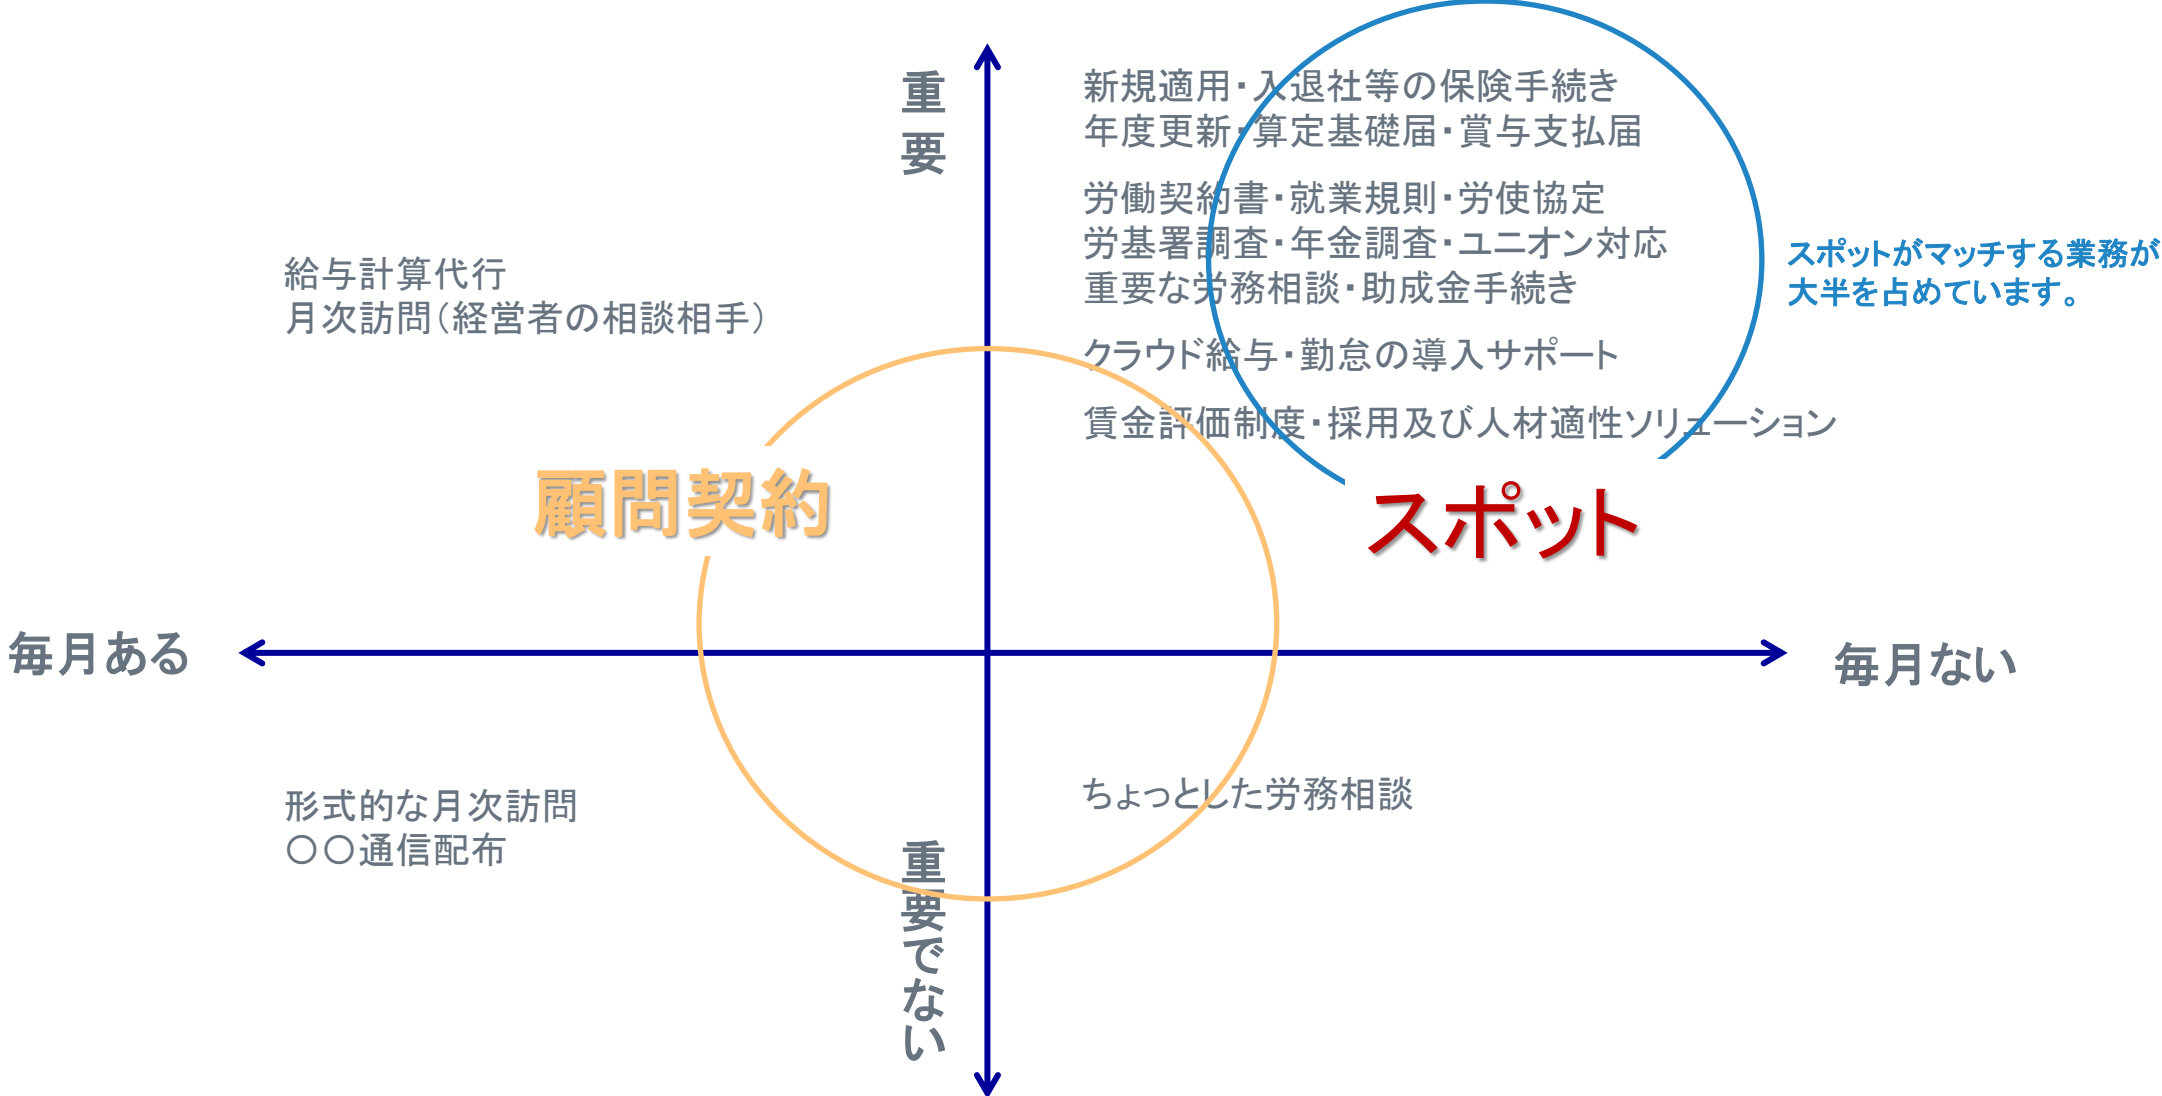 重要
新規適用・入退社等の保険手続き
年度更新・算定基礎届・賞与支払届
労働契約書・就業規則・労使協定
労基署調査・年金調査・ユニオン対応
重要な労務相談・助成金手続き
クラウド給与・勤怠の導入サポート
賃金評価制度・採用及び人材適性ソリューション
スポットがマッチする業務が
大半を占めています。
給与計算代行
月次訪問（経営者の相談相手）
顧問契約
スポット
毎月ある
毎月ない
形式的な月次訪問
〇〇通信配布
ちょっとした労務相談
重要でない